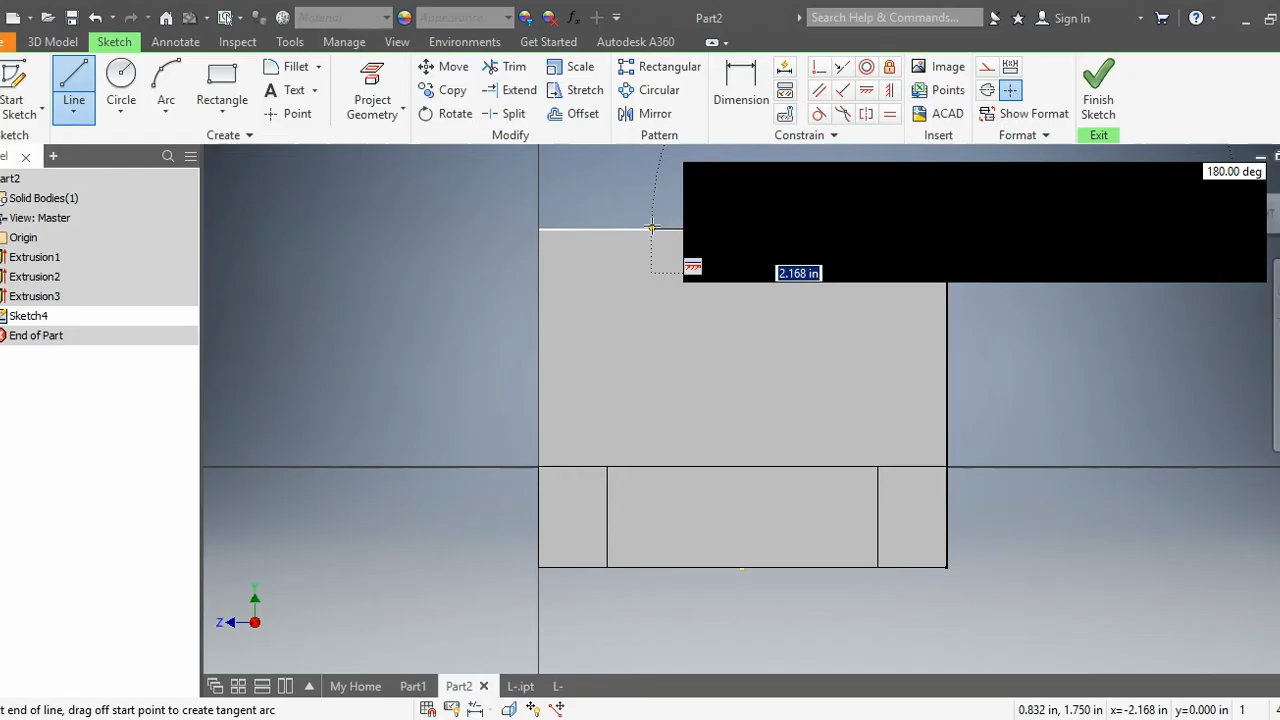 Material
Appearance
Part2
Search Help & Commands...
Sign In
3D Model
Sketch
Annotate
Inspect
Tools
Manage
View
Environments
Get Started
Autodesk A360
Start
Sketch
Line
Circle
Arc
Rectangle
Fillet
Text
Point
Project
Geometry
Move
Copy
Rotate
Trim
Extend
Split
Scale
Stretch
Offset
Rectangular
Circular
Mirror
Dimension
Image
Points
ACAD
Show Format
Finish
Sketch
ketch
Create
Modify
Pattern
Constrain
Insert
Format
Exit
el
art2
Solid Bodies(1)
View: Master
Origin
Extrusion1
Extrusion2
Extrusion3
Sketch4
End of Part
180.00 deg
2.168 in
Y
Z
My Home
Part1
Part2
L-.ipt
L-
t end of line, drag off start point to create tangent arc
0.832 in, 1.750 in
x=-2.168 in
y=0.000 in
1